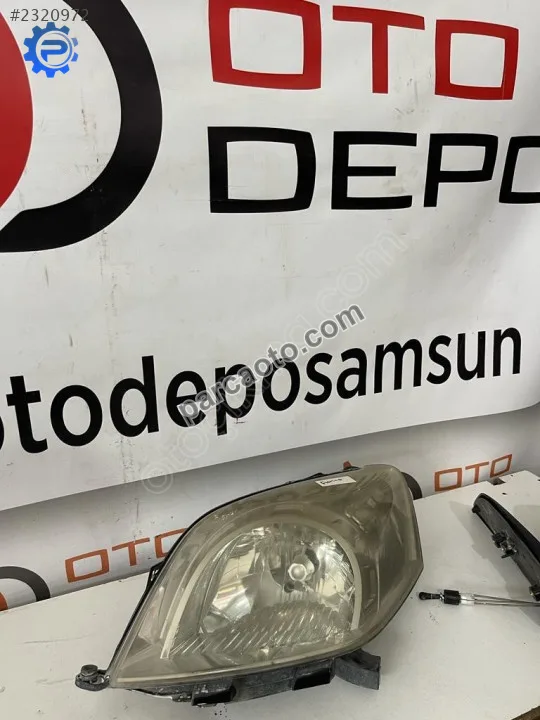 #2320972
OTO
DEPO
parcaoto.com
otodeposamsun
OTO
OTO